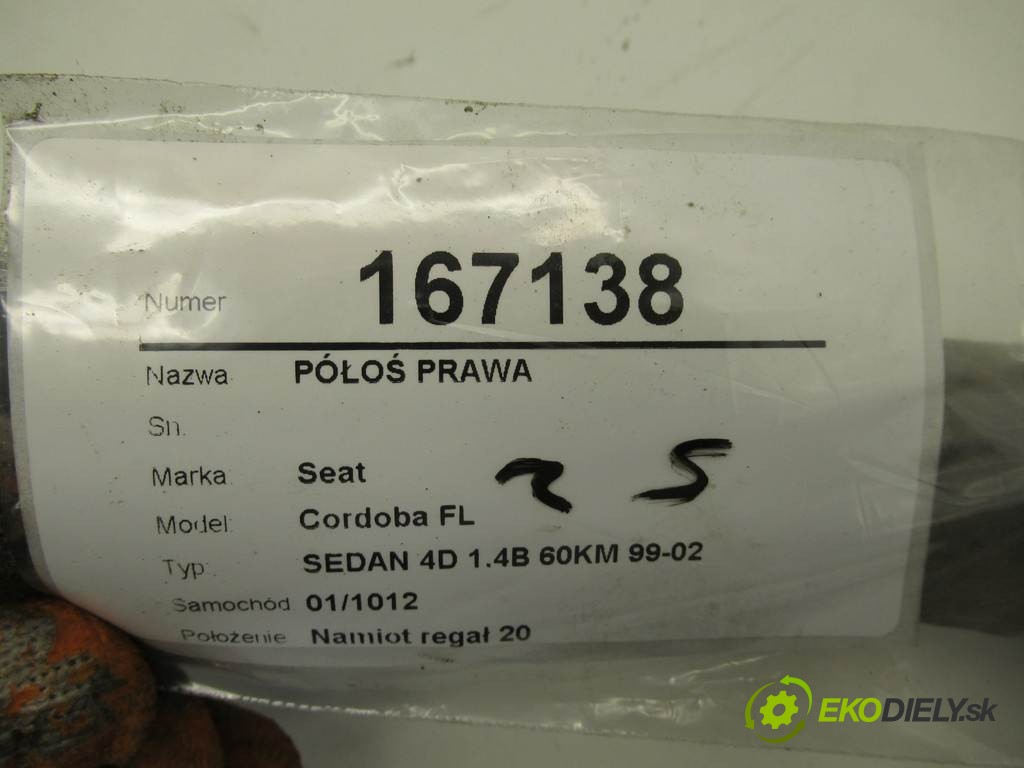 Numer 167138
Nazwa PÓŁOŚ PRAWA
Sn.
Marka Seat
Model: Cordoba FL
Typ: SEDAN 4D 1.4B 60KM 99-02
Samochód 01/1012
Położenie Namiot regał 20
EKODIELY.sk